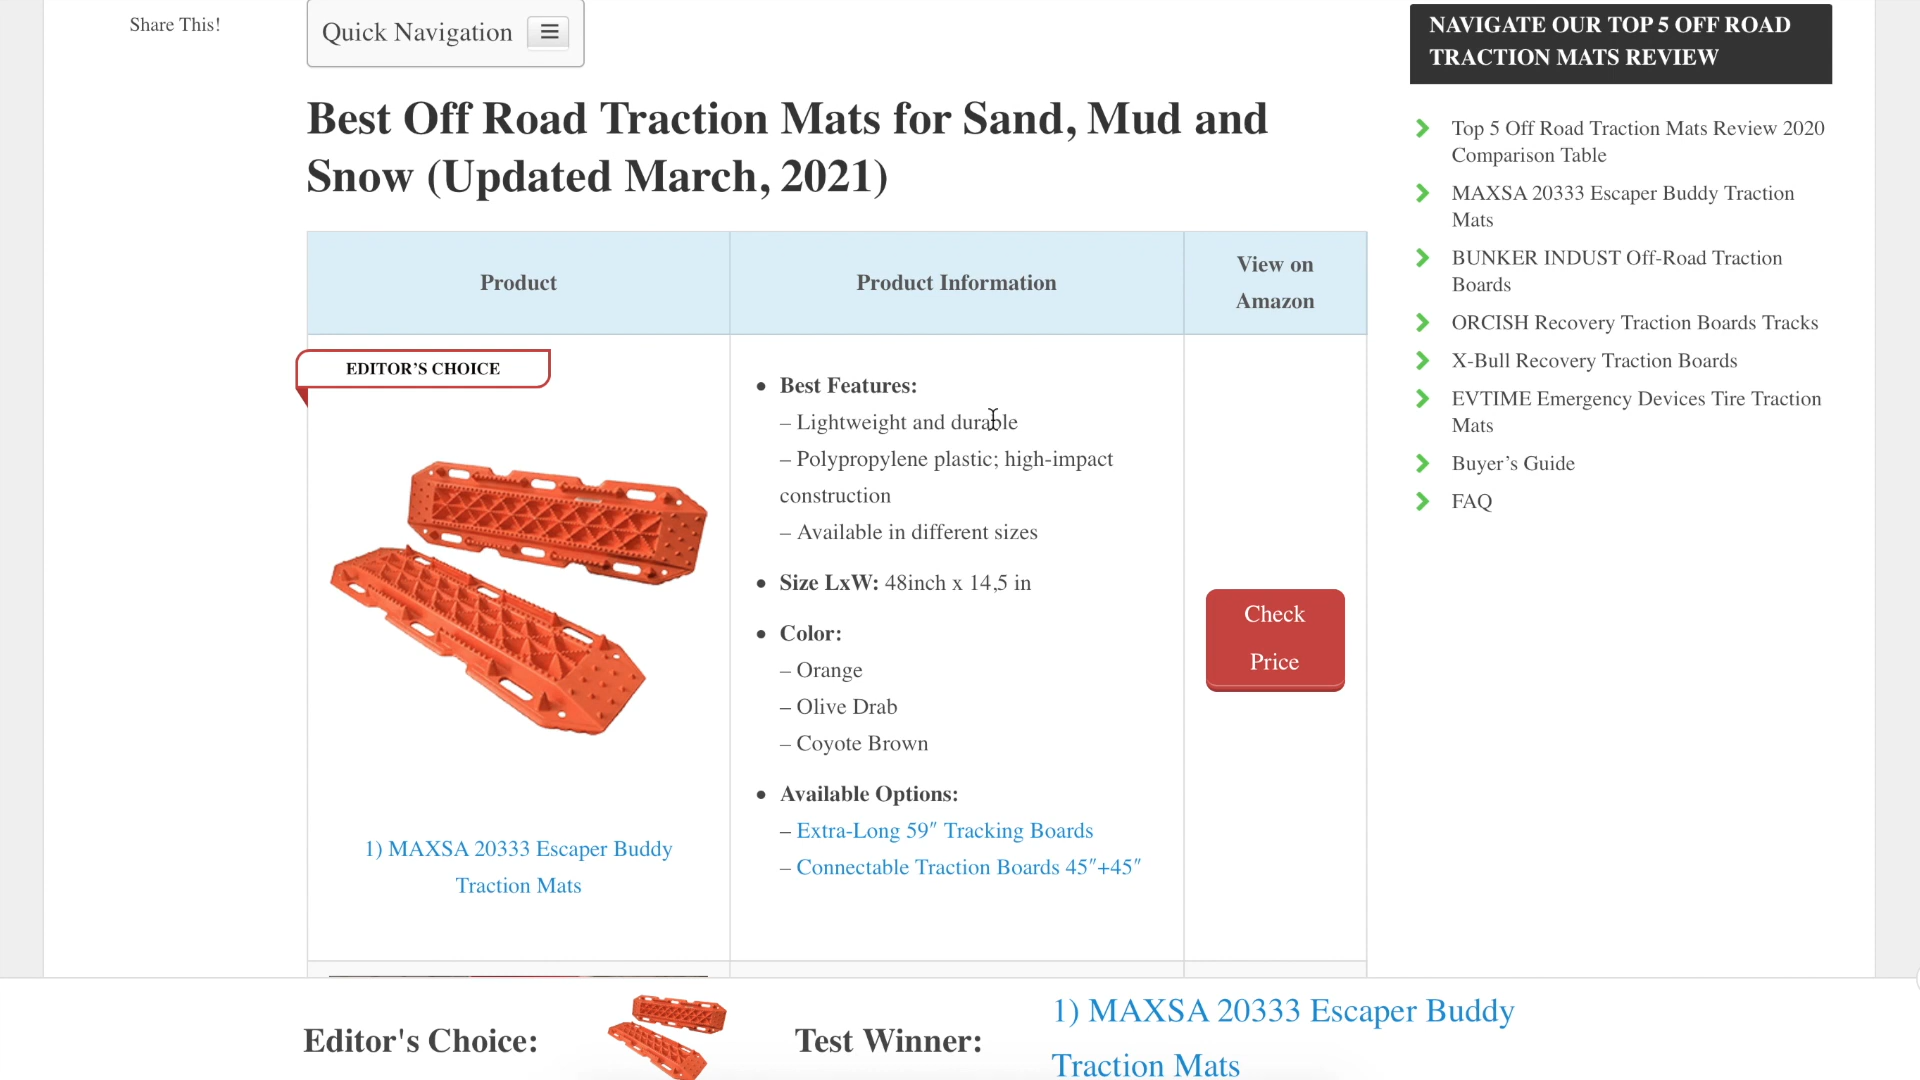 Share This!
Quick Navigation
Best Off Road Traction Mats for Sand, Mud and
Snow (Updated March, 2021)
Product
Product Information
View on
Amazon
EDITOR’S CHOICE
1) MAXSA 20333 Escaper Buddy
Traction Mats
Best Features:
– Lightweight and durable
– Polypropylene plastic; high-impact
construction
– Available in different sizes
Size LxW: 48inch x 14,5 in
Color:
– Orange
– Olive Drab
– Coyote Brown
Available Options:
– Extra-Long 59″ Tracking Boards
– Connectable Traction Boards 45″+45″
Check
Price
NAVIGATE OUR TOP 5 OFF ROAD
TRACTION MATS REVIEW
Top 5 Off Road Traction Mats Review 2020
Comparison Table
MAXSA 20333 Escaper Buddy Traction
Mats
BUNKER INDUST Off-Road Traction
Boards
ORCISH Recovery Traction Boards Tracks
X-Bull Recovery Traction Boards
EVTIME Emergency Devices Tire Traction
Mats
Buyer’s Guide
FAQ
Editor's Choice:
Test Winner:
1) MAXSA 20333 Escaper Buddy
Traction Mats